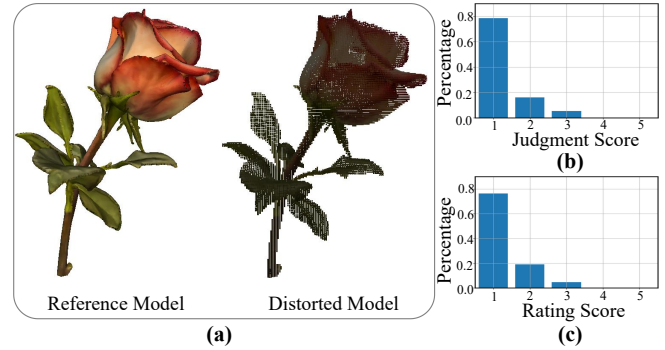 Reference Model
Distorted Model
(a)
Percentage
0.8
0.6
0.4
0.2
0.0
1 2 3 4 5
Judgment Score
(b)
Percentage
0.8
0.6
0.4
0.2
0.0
1 2 3 4 5
Rating Score
(c)